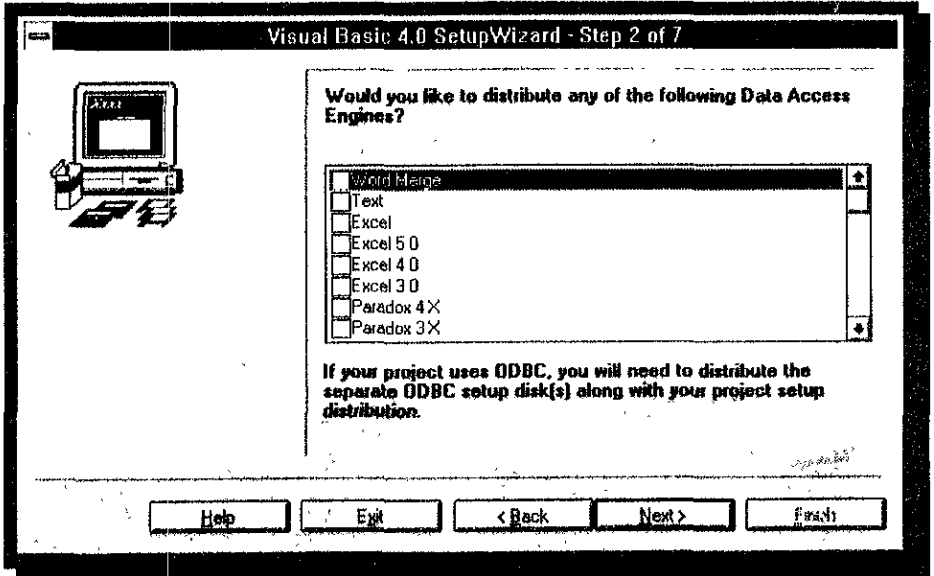 Visual Basic 4.0 SetupWizard - Step 2 of 7
Would you like to distribute any of the following Data Access
Engines?
Word Merge
Text
Excel
Excel 5 0
Excel 4 0
Excel 3 0
Paradox 4 X
Paradox 3 X
If your project uses ODBC, you will need to distribute the
separate ODBC setup disk(s) along with your project setup
distribution.
Help
Exit
< Back
Next >
Finish